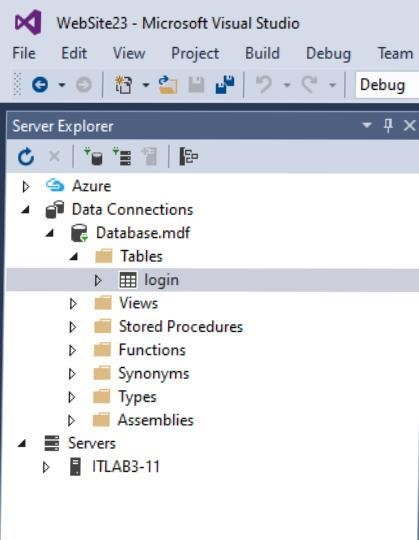 WebSite23 - Microsoft Visual Studio
File Edit View Project Build Debug Team
Debug
Server Explorer
Azure
Data Connections
Database.mdf
Tables
login
Views
Stored Procedures
Functions
Synonyms
Types
Assemblies
Servers
ITLAB3-11